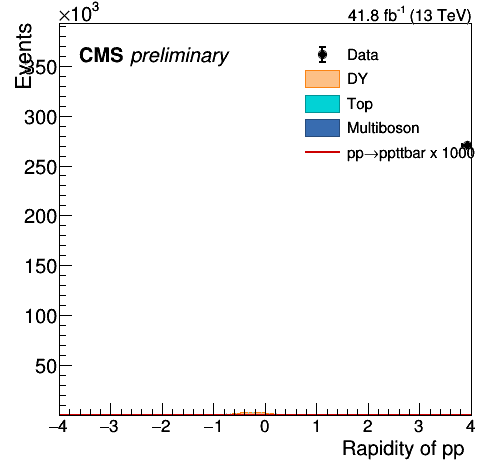 ×10³
41.8 fb⁻¹ (13 TeV)
Events
CMS preliminary
Data
DY
Top
Multiboson
pp→ppttbar x 1000
350
300
250
200
150
100
50
−4 −3 −2 −1 0 1 2 3 4
Rapidity of pp